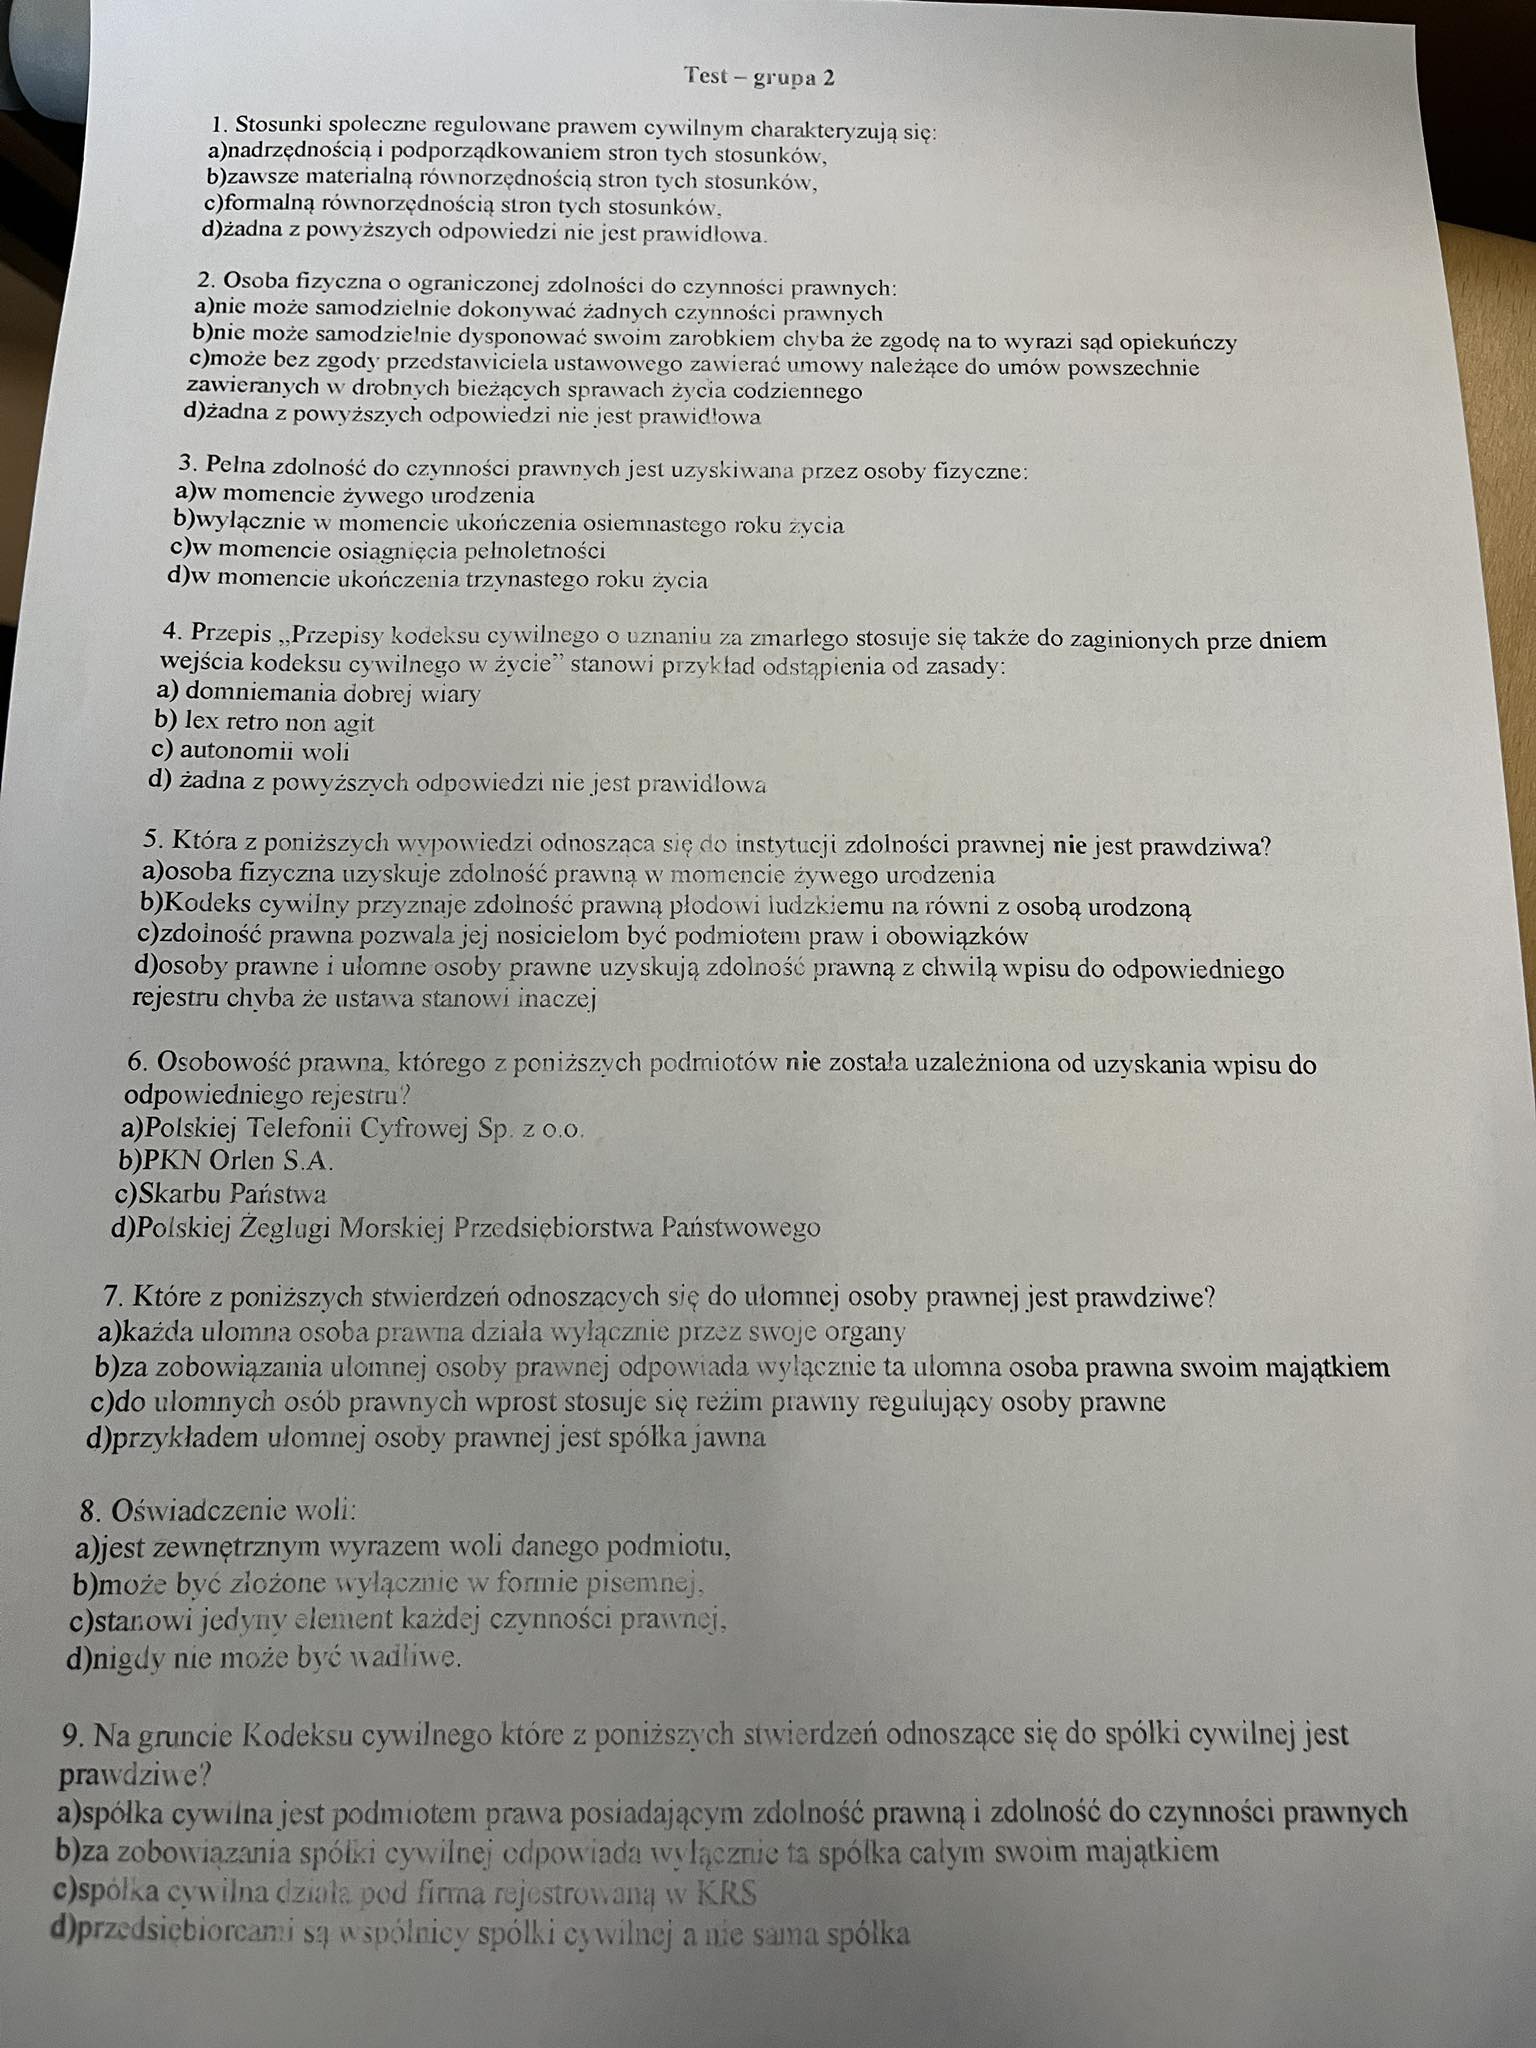 Test – grupa 2
1. Stosunki społeczne regulowane prawem cywilnym charakteryzują się:
a)nadrzędnością i podporządkowaniem stron tych stosunków,
b)zawsze materialną równorzędnością stron tych stosunków,
c)formalną równorzędnością stron tych stosunków,
d)żadna z powyższych odpowiedzi nie jest prawidłowa.
2. Osoba fizyczna o ograniczonej zdolności do czynności prawnych:
a)nie może samodzielnie dokonywać żadnych czynności prawnych
b)nie może samodzielnie dysponować swoim zarobkiem chyba że zgodę na to wyrazi sąd opiekuńczy
c)może bez zgody przedstawiciela ustawowego zawierać umowy należące do umów powszechnie
zawieranych w drobnych bieżących sprawach życia codziennego
d)żadna z powyższych odpowiedzi nie jest prawidłowa
3. Pełna zdolność do czynności prawnych jest uzyskiwana przez osoby fizyczne:
a)w momencie żywego urodzenia
b)wyłącznie w momencie ukończenia osiemnastego roku życia
c)w momencie osiągnięcia pełnoletności
d)w momencie ukończenia trzynastego roku życia
4. Przepis „Przepisy kodeksu cywilnego o uznaniu za zmarłego stosuje się także do zaginionych prze dniem
wejścia kodeksu cywilnego w życie” stanowi przykład odstąpienia od zasady:
a) domniemania dobrej wiary
b) lex retro non agit
c) autonomii woli
d) żadna z powyższych odpowiedzi nie jest prawidłowa
5. Która z poniższych wypowiedzi odnosząca się do instytucji zdolności prawnej nie jest prawdziwa?
a)osoba fizyczna uzyskuje zdolność prawną w momencie żywego urodzenia
b)Kodeks cywilny przyznaje zdolność prawną płodowi ludzkiemu na równi z osobą urodzoną
c)zdolność prawna pozwala jej nosicielom być podmiotem praw i obowiązków
d)osoby prawne i ułomne osoby prawne uzyskują zdolność prawną z chwilą wpisu do odpowiedniego
rejestru chyba że ustawa stanowi inaczej
6. Osobowość prawna, którego z poniższych podmiotów nie została uzależniona od uzyskania wpisu do
odpowiedniego rejestru?
a)Polskiej Telefonii Cyfrowej Sp. z o.o.
b)PKN Orlen S.A.
c)Skarbu Państwa
d)Polskiej Żeglugi Morskiej Przedsiębiorstwa Państwowego
7. Które z poniższych stwierdzeń odnoszących się do ułomnej osoby prawnej jest prawdziwe?
a)każda ułomna osoba prawna działa wyłącznie przez swoje organy
b)za zobowiązania ułomnej osoby prawnej odpowiada wyłącznie ta ułomna osoba prawna swoim majątkiem
c)do ułomnych osób prawnych wprost stosuje się reżim prawny regulujący osoby prawne
d)przykładem ułomnej osoby prawnej jest spółka jawna
8. Oświadczenie woli:
a)jest zewnętrznym wyrazem woli danego podmiotu,
b)może być złożone wyłącznie w formie pisemnej,
c)stanowi jedyny element każdej czynności prawnej,
d)nigdy nie może być wadliwe.
9. Na gruncie Kodeksu cywilnego które z poniższych stwierdzeń odnoszące się do spółki cywilnej jest
prawdziwe?
a)spółka cywilna jest podmiotem prawa posiadającym zdolność prawną i zdolność do czynności prawnych
b)za zobowiązania spółki cywilnej odpowiada wyłącznie ta spółka całym swoim majątkiem
c)spółka cywilna działa pod firmą rejestrowaną w KRS
d)przedsiębiorcami są wspólnicy spółki cywilnej a nie sama spółka